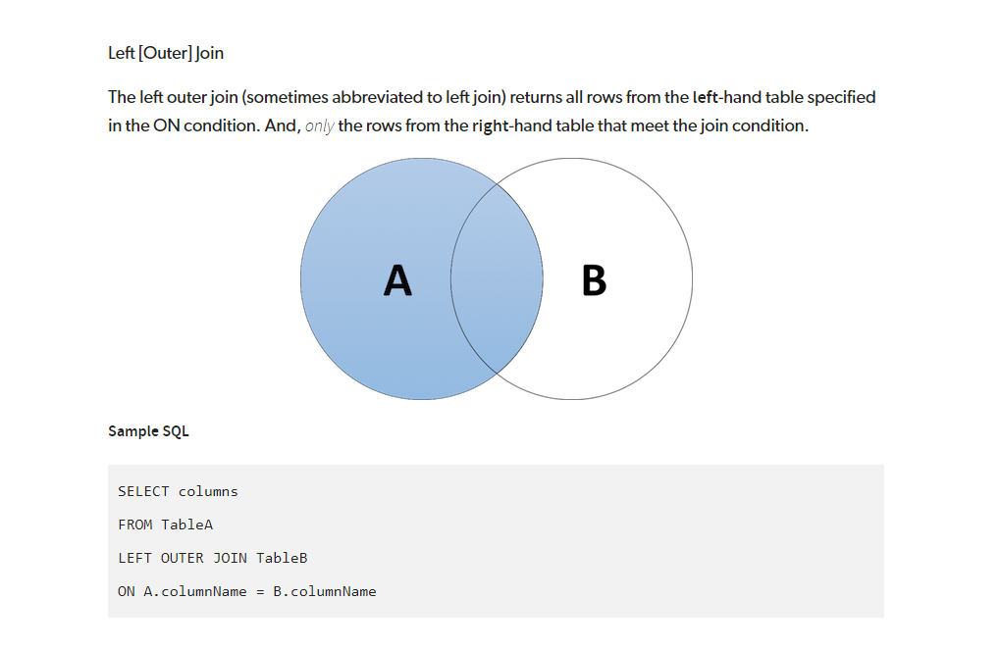 Left [Outer] Join
The left outer join (sometimes abbreviated to left join) returns all rows from the left-hand table specified
in the ON condition. And, only the rows from the right-hand table that meet the join condition.
A
B
Sample SQL
SELECT columns
FROM TableA
LEFT OUTER JOIN TableB
ON A.columnName = B.columnName